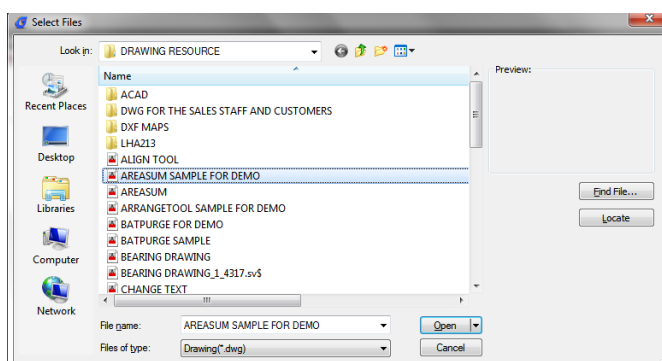 Select Files
Look in:
DRAWING RESOURCE
Name
Preview:
Recent Places
Desktop
Libraries
Computer
Network
ACAD
DWG FOR THE SALES STAFF AND CUSTOMERS
DXF MAPS
LHA213
ALIGN TOOL
AREASUM SAMPLE FOR DEMO
AREASUM
ARRANGETOOL SAMPLE FOR DEMO
BATPURGE FOR DEMO
BATPURGE SAMPLE
BEARING DRAWING
BEARING DRAWING_1_4317.sv$
CHANGE TEXT
Find File...
Locate
File name:
AREASUM SAMPLE FOR DEMO
Open
Files of type:
Drawing(*.dwg)
Cancel